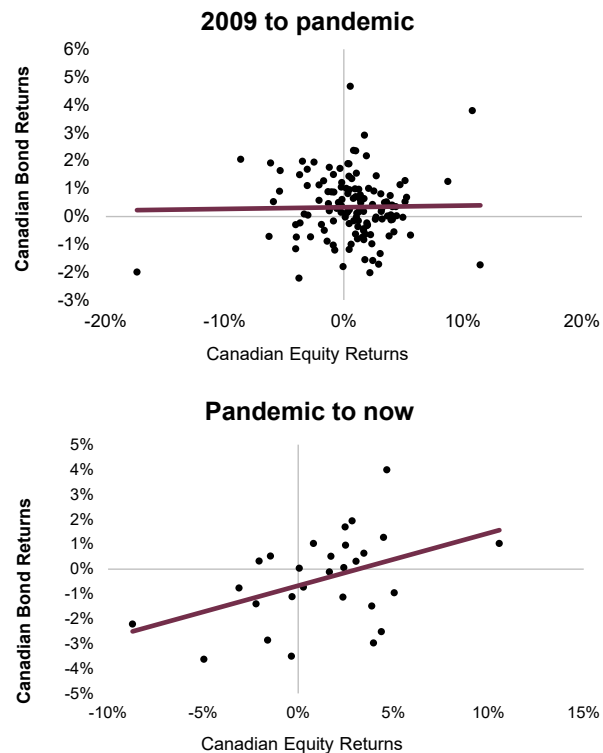 2009 to pandemic
6%
5%
4%
3%
2%
1%
0%
-1%
-2%
-3%
-20% -10% 0% 10% 20%
Canadian Bond Returns
Canadian Equity Returns
Pandemic to now
5%
4%
3%
2%
1%
0%
-1%
-2%
-3%
-4%
-5%
-10% -5% 0% 5% 10% 15%
Canadian Bond Returns
Canadian Equity Returns